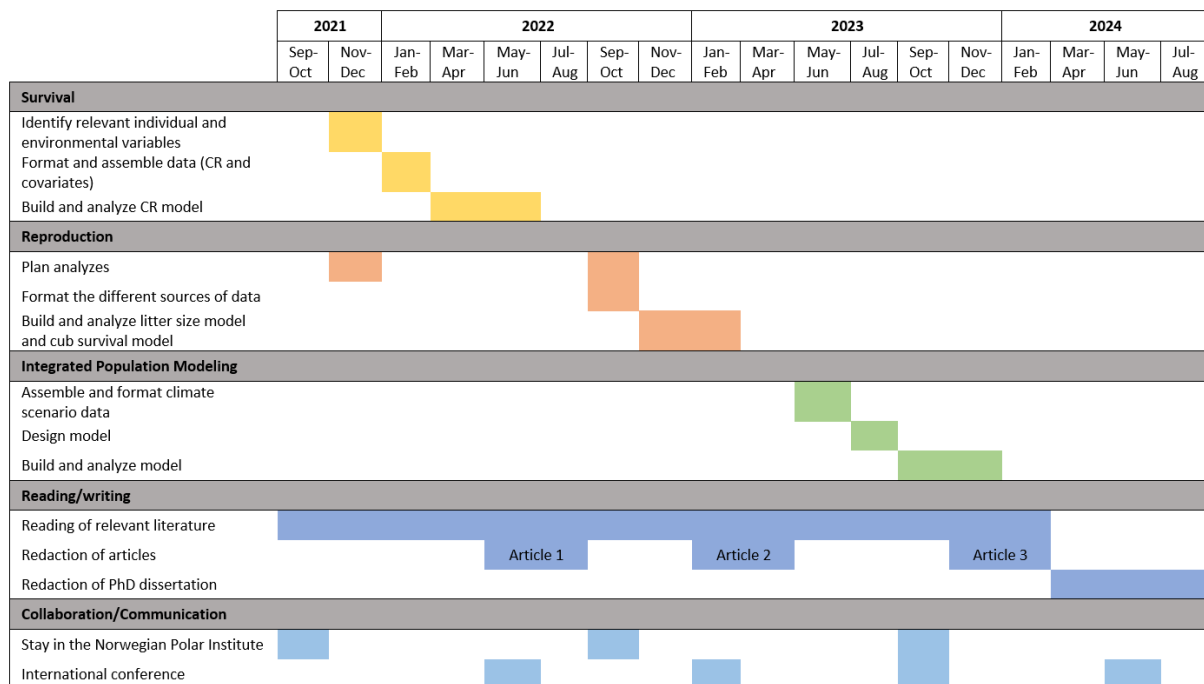 2021 2022 2023 2024
Sep- Nov- Jan- Mar- May- Jul- Sep- Nov- Jan- Mar- May- Jul- Sep- Nov- Jan- Mar- May- Jul-
Oct Dec Feb Apr Jun Aug Oct Dec Feb Apr Jun Aug Oct Dec Feb Apr Jun Aug
Survival
Identify relevant individual and
environmental variables
Format and assemble data (CR and
covariates)
Build and analyze CR model
Reproduction
Plan analyzes
Format the different sources of data
Build and analyze litter size model
and cub survival model
Integrated Population Modeling
Assemble and format climate
scenario data
Design model
Build and analyze model
Reading/writing
Reading of relevant literature
Redaction of articles Article 1 Article 2 Article 3
Redaction of PhD dissertation
Collaboration/Communication
Stay in the Norwegian Polar Institute
International conference